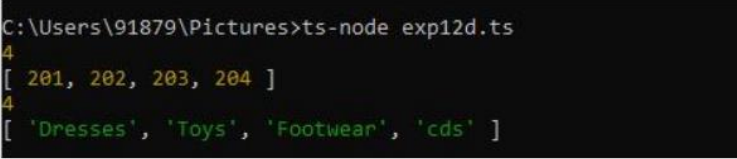 C:\Users\91879\Pictures>ts-node exp12d.ts
4
[ 201, 202, 203, 204 ]
4
[ 'Dresses', 'Toys', 'Footwear', 'cds' ]